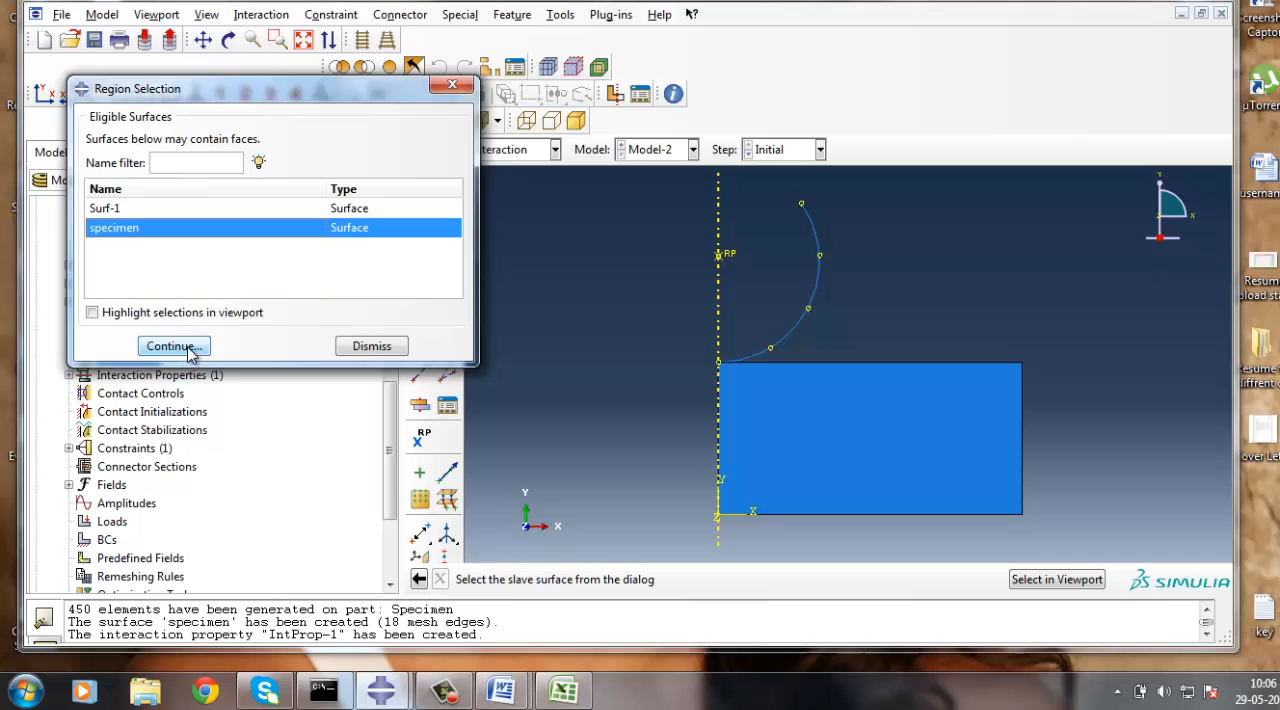 File Model Viewport View Interaction Constraint Connector Special Feature Tools Plug-ins Help
Region Selection
Eligible Surfaces
Surfaces below may contain faces.
Name filter:
Name Type
Surf-1 Surface
specimen Surface
Highlight selections in viewport
Continue... Dismiss
Model: Model-2 Step: Initial
Interaction Properties (1)
Contact Controls
Contact Initializations
Contact Stabilizations
Constraints (1)
Connector Sections
Fields
Amplitudes
Loads
BCs
Predefined Fields
Remeshing Rules
RP
RP
Y
X
Y
X
Z
Y
X
Select the slave surface from the dialog
Select in Viewport
SIMULIA
450 elements have been generated on part: Specimen
The surface 'specimen' has been created (18 mesh edges).
The interaction property "IntProp-1" has been created.
key
10:06